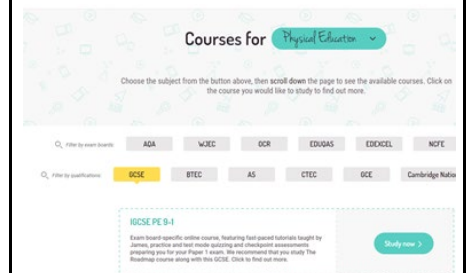 Courses for Physical Education
Choose the subject from the button above, then scroll down the page to see the available courses. Click on
the course you would like to study to find out more.
Filter by exam boards: AQA WJEC OCR EDUQAS EDEXCEL NCFE
Filter by qualifications: GCSE BTEC AS CTEC GCE Cambridge Natio
IGCSE PE 9-1
Exam board-specific online course, featuring fast-paced tutorials taught by
James, practice and test mode quizzing and checkpoint assessments
preparing you for your Paper 1 exam. We recommend that you study The
Roadmap course along with this GCSE. Click to find out more.
Study now